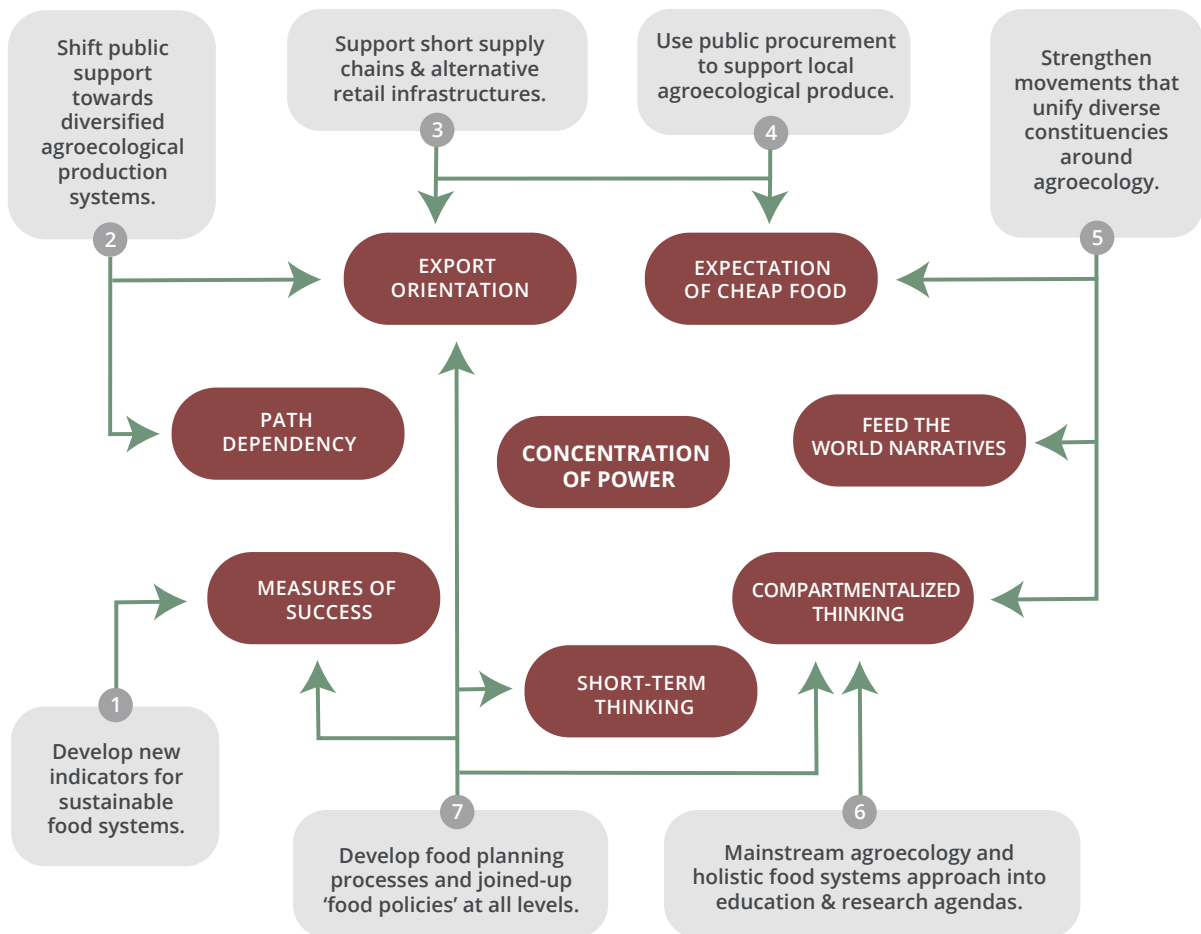 Shift public
support
towards
diversified
agroecological
production
systems.
2
Support short supply
chains & alternative
retail infrastructures.
3
Use public procurement
to support local
agroecological produce.
4
Strengthen
movements that
unify diverse
constituencies
around
agroecology.
5
EXPORT
ORIENTATION
EXPECTATION
OF CHEAP FOOD
PATH
DEPENDENCY
CONCENTRATION
OF POWER
FEED THE
WORLD NARRATIVES
MEASURES OF
SUCCESS
COMPARTMENTALIZED
THINKING
SHORT-TERM
THINKING
1
Develop new
indicators for
sustainable
food systems.
7
Develop food planning
processes and joined-up
‘food policies’ at all levels.
6
Mainstream agroecology and
holistic food systems approach into
education & research agendas.